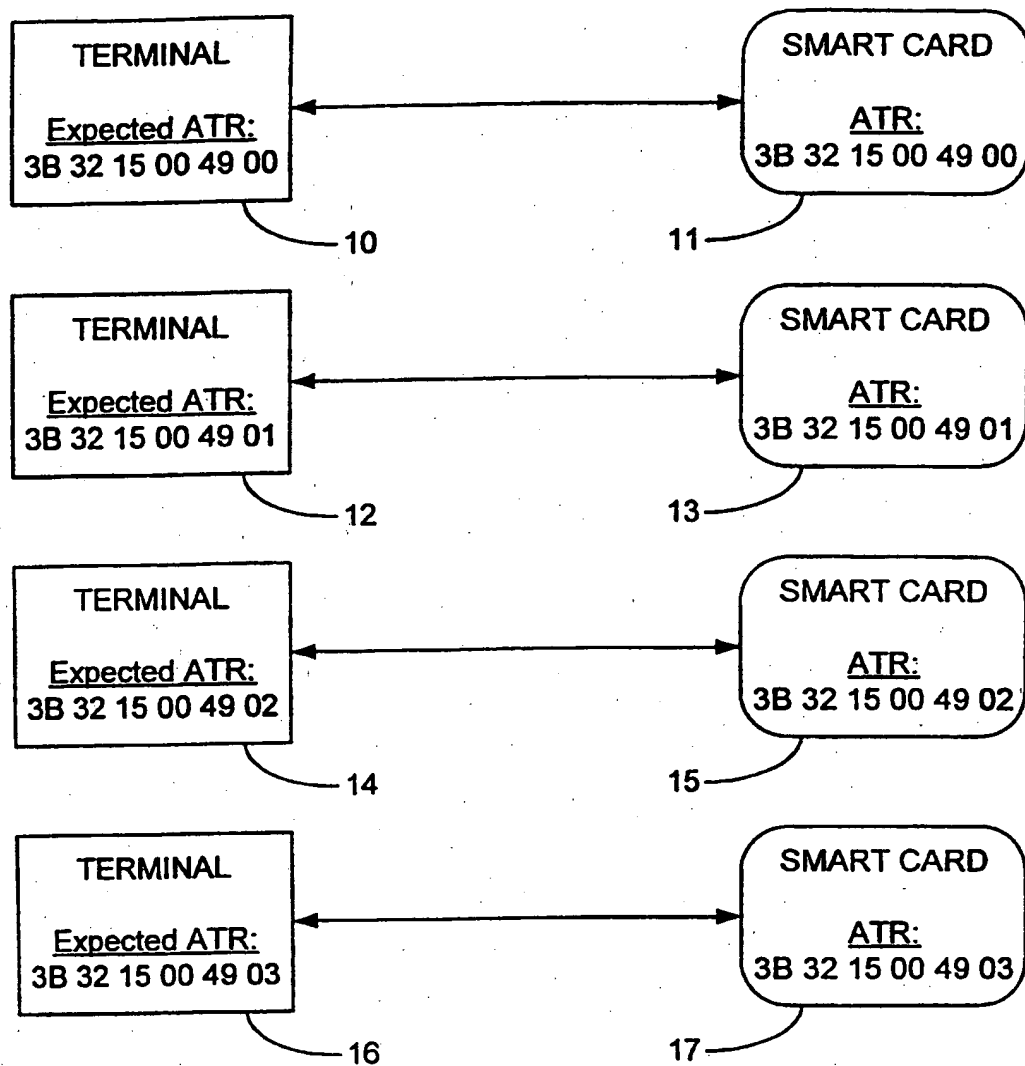 TERMINAL
Expected ATR:
3B 32 15 00 49 00
10
SMART CARD
ATR:
3B 32 15 00 49 00
11
TERMINAL
Expected ATR:
3B 32 15 00 49 01
12
SMART CARD
ATR:
3B 32 15 00 49 01
13
TERMINAL
Expected ATR:
3B 32 15 00 49 02
14
SMART CARD
ATR:
3B 32 15 00 49 02
15
TERMINAL
Expected ATR:
3B 32 15 00 49 03
16
SMART CARD
ATR:
3B 32 15 00 49 03
17